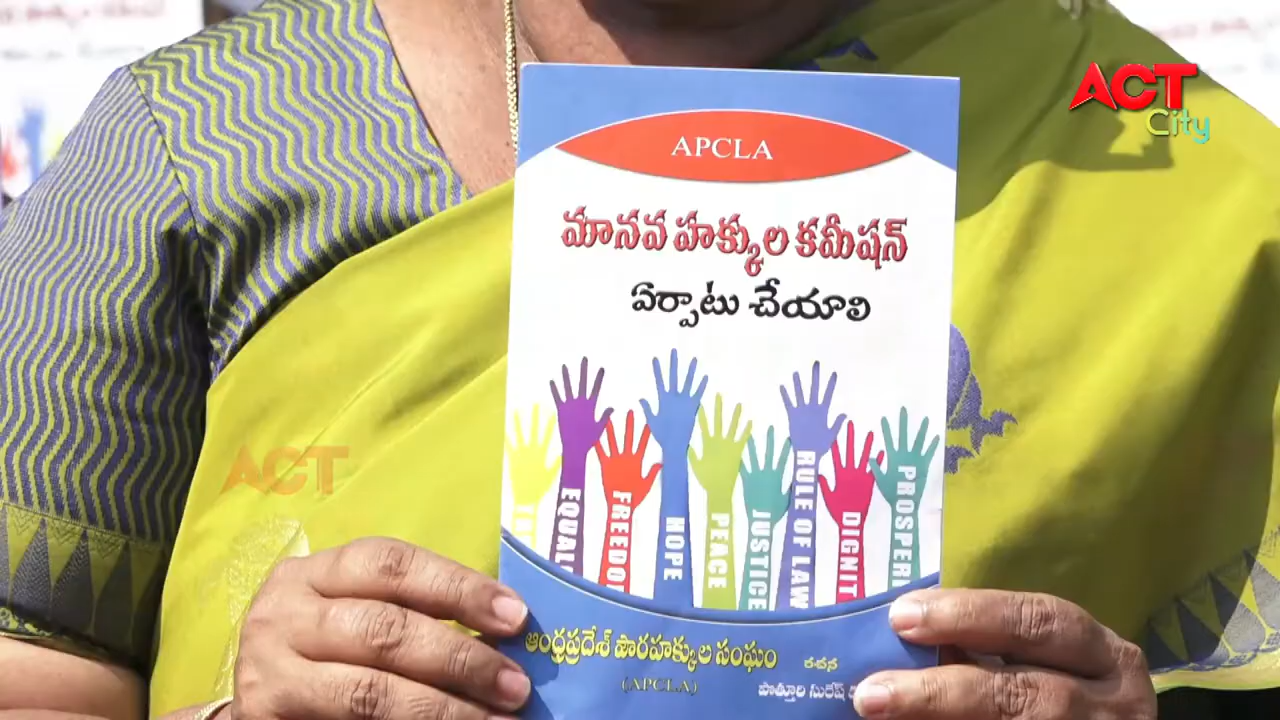 ACT
City
APCLA
మానవ హక్కుల కమీషన్
ఏర్పాటు చేయాలి
EQUAL
FREEDO
HOPE
PEACE
JUSTICE
RULE OF LAW
DIGNIT
PROSPERI
ACT
ఆంధ్రప్రదేశ్ పౌరహక్కుల సంఘం
(APCLA)
రచన
పొత్తూరి సురేష్